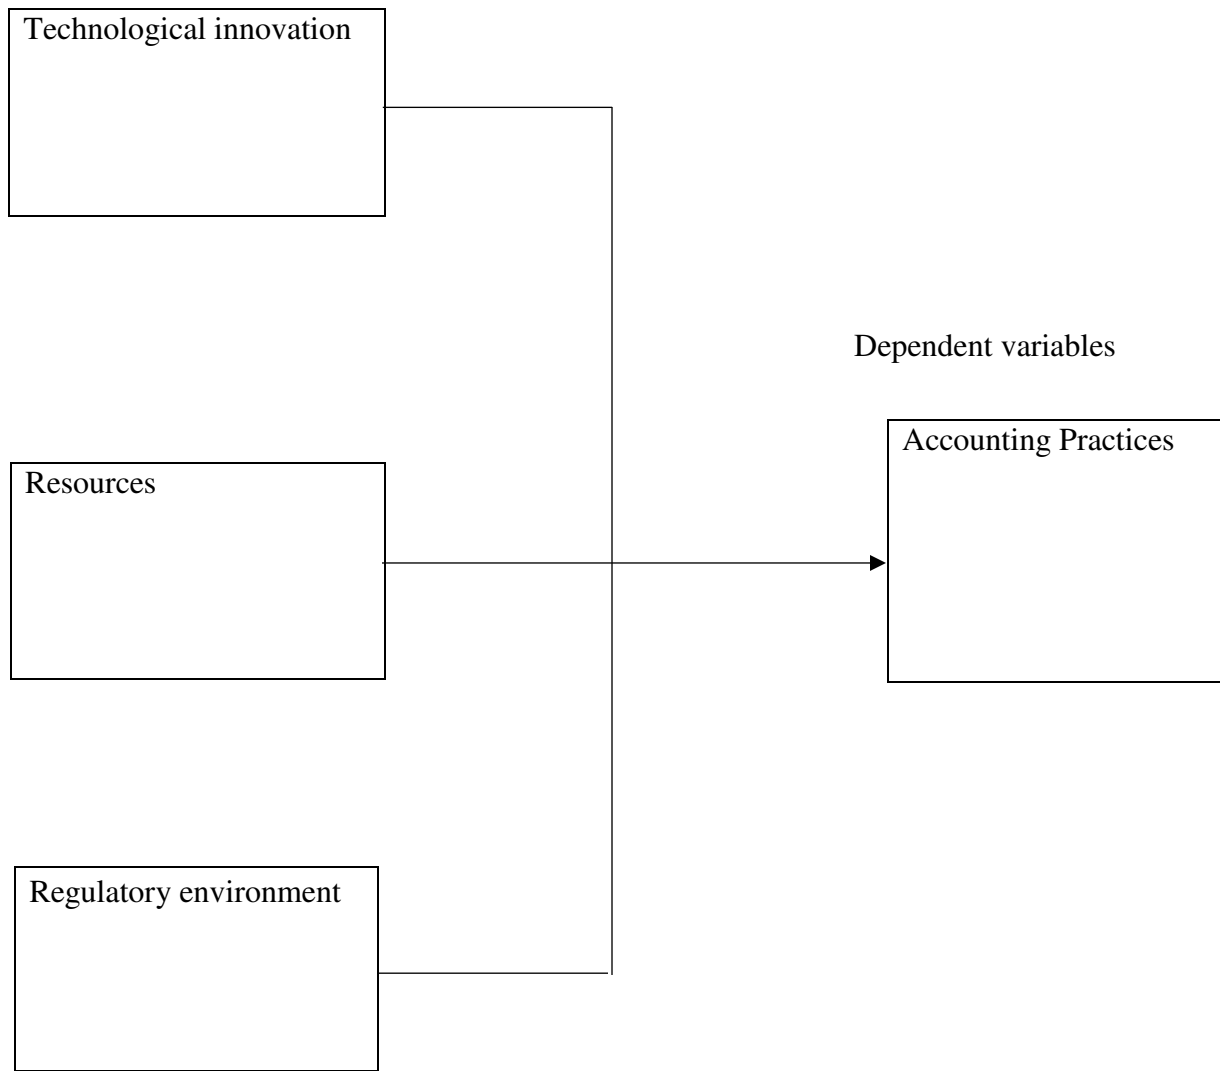 Technological innovation
Dependent variables
Accounting Practices
Resources
Regulatory environment